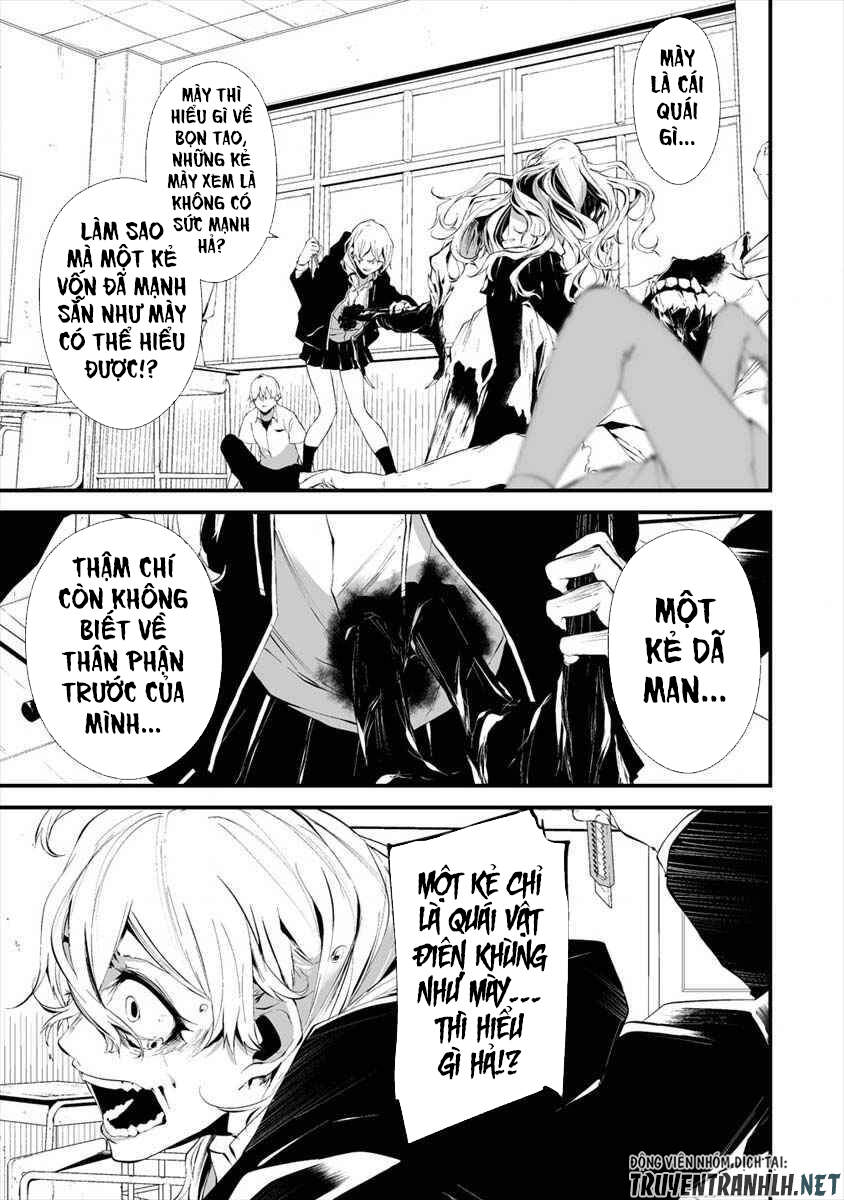 MÀY
LÀ CÁI
QUÁI
GÌ...
MÀY THÌ
HIỂU GÌ VỀ
BỌN TAO,
NHỮNG KẺ
MÀY XEM LÀ
KHÔNG CÓ
SỨC MẠNH
HẢ?
LÀM SAO
MÀ MỘT KẺ
VỐN ĐÃ MẠNH
SẴN NHƯ MÀY
CÓ THỂ HIỂU
ĐƯỢC!?
MỘT
KẺ DÃ
MAN...
THẬM CHÍ
CÒN KHÔNG
BIẾT VỀ
THÂN PHẬN
TRƯỚC CỦA
MÌNH...
MỘT KẺ CHỈ
LÀ QUÁI VẬT
ĐIÊN KHÙNG
NHƯ MÀY...
THÌ HIỂU
GÌ HẢ!?
ĐỘNG VIÊN NHÓM DỊCH TẠI:
TRUYENTRANHLH.NET